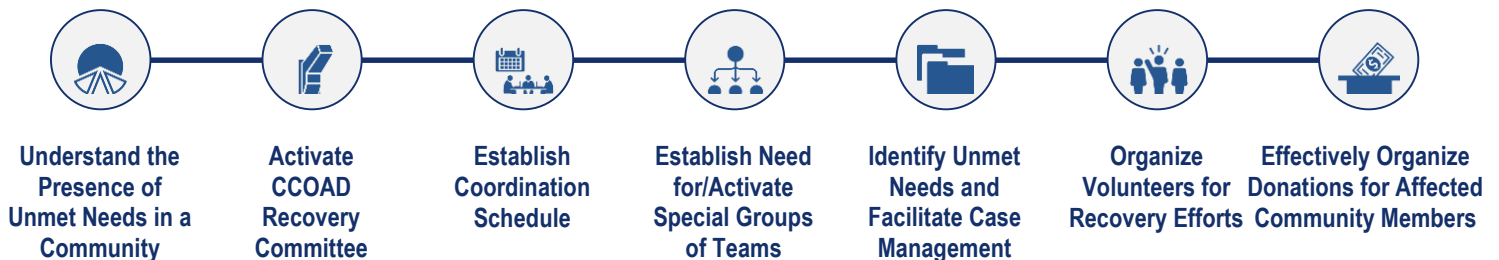 Understand the
Presence of
Unmet Needs in a
Community
Activate
CCOAD
Recovery
Committee
Establish
Coordination
Schedule
Establish Need
for/Activate
Special Groups
of Teams
Identify Unmet
Needs and
Facilitate Case
Management
Organize
Volunteers for
Recovery Efforts
Effectively Organize
Donations for Affected
Community Members